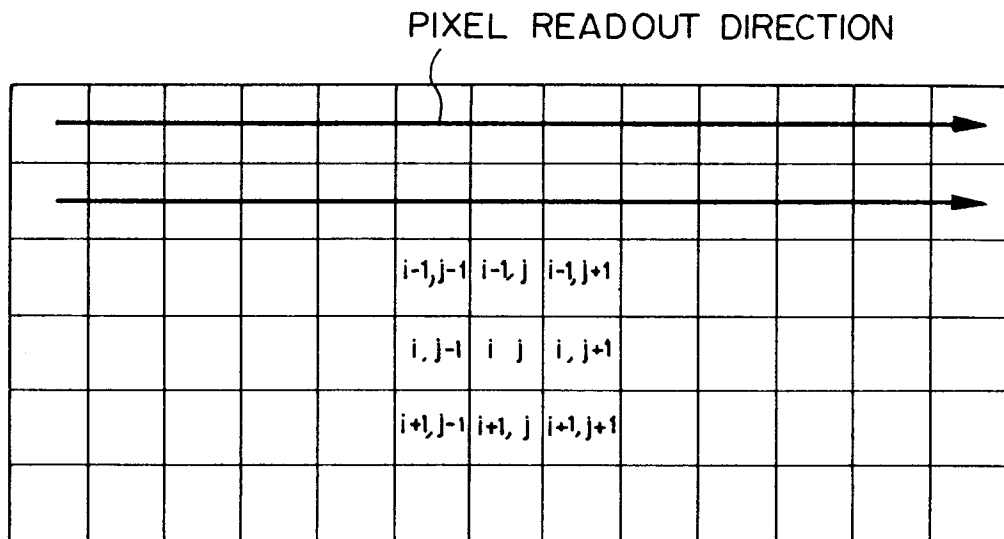 PIXEL READOUT DIRECTION
i-1,j-1 i-1, j i-1, j+1
i, j-1 i j i, j+1
i+1,j-1 i+1, j i+1, j+1